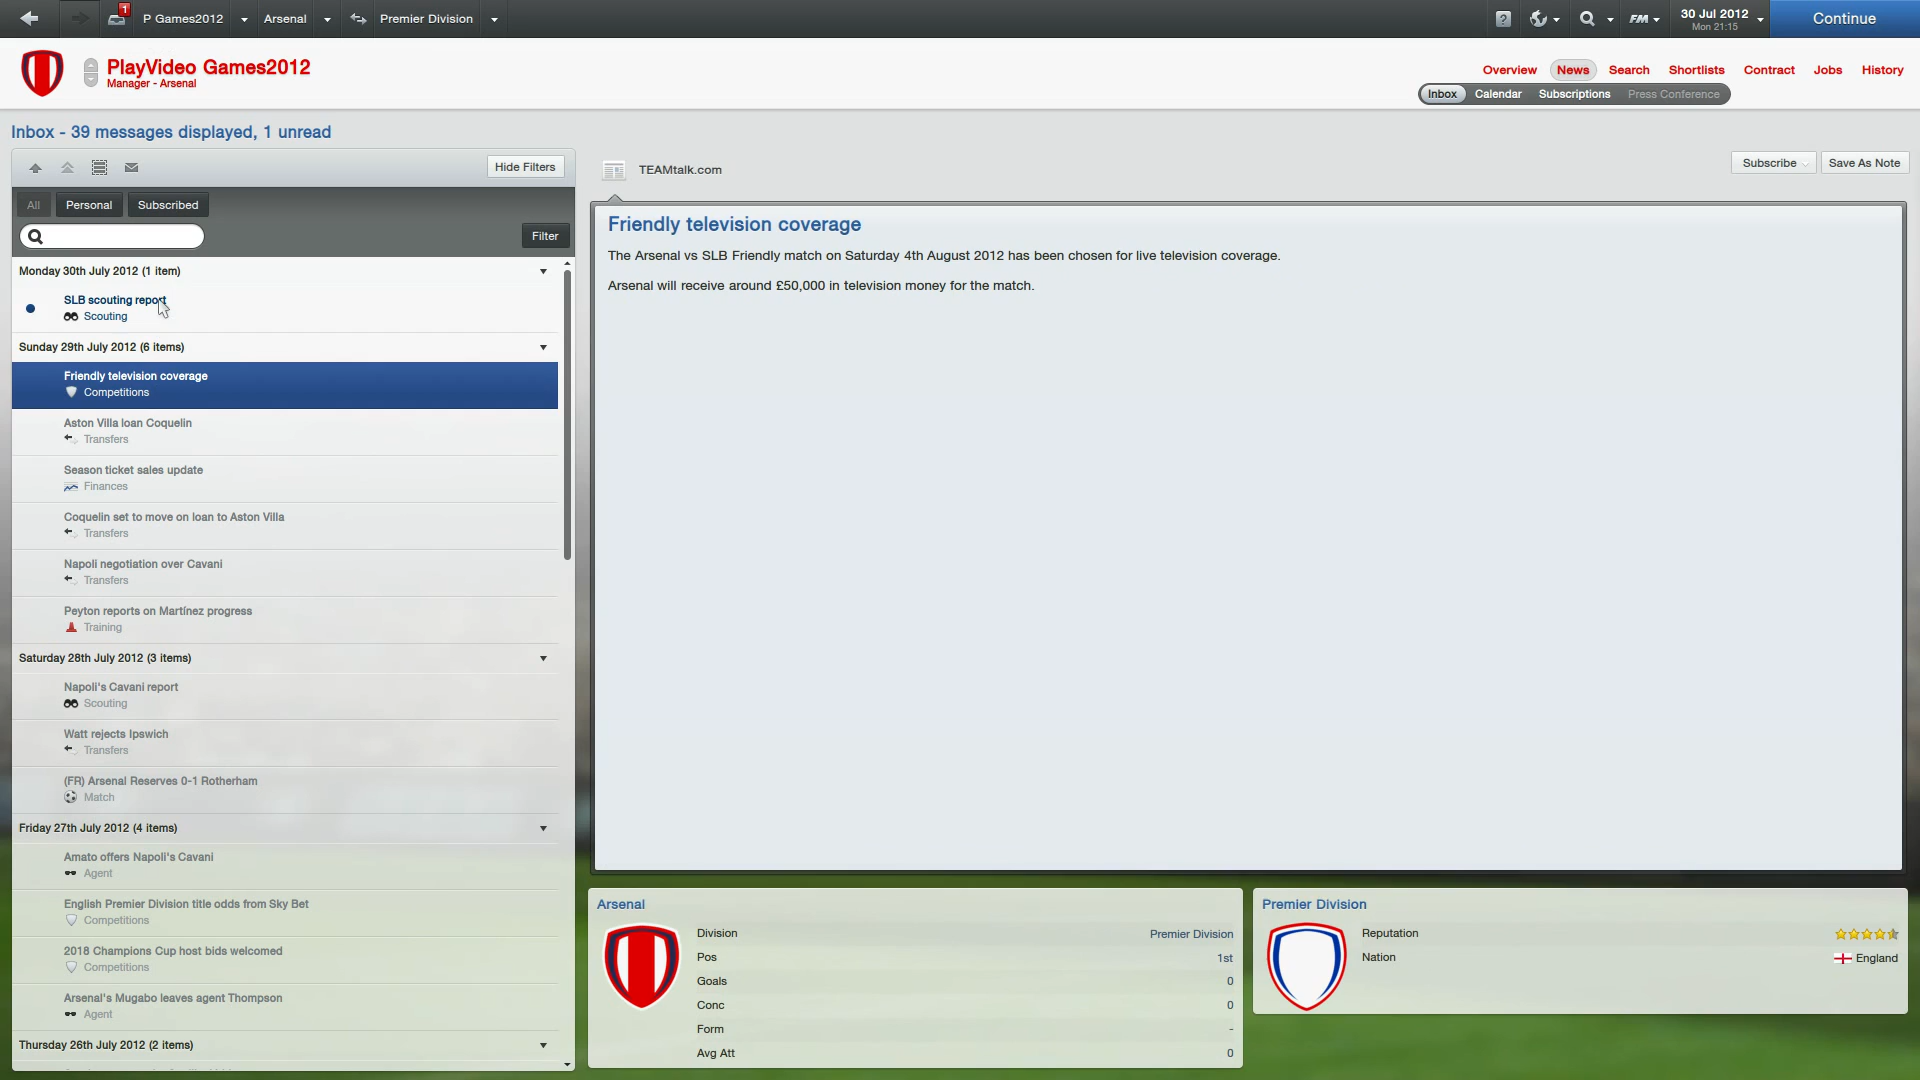 1
P Games2012
Arsenal
Premier Division
?
FM
30 Jul 2012
Mon 21:15
Continue
PlayVideo Games2012
Manager - Arsenal
Overview
News
Search
Shortlists
Contract
Jobs
History
Inbox
Calendar
Subscriptions
Press Conference
Inbox - 39 messages displayed, 1 unread
Hide Filters
All
Personal
Subscribed
Filter
Monday 30th July 2012 (1 item)
SLB scouting report
Scouting
Sunday 29th July 2012 (6 items)
Friendly television coverage
Competitions
Aston Villa loan Coquelin
Transfers
Season ticket sales update
Finances
Coquelin set to move on loan to Aston Villa
Transfers
Napoli negotiation over Cavani
Transfers
Peyton reports on Martínez progress
Training
Saturday 28th July 2012 (3 items)
Napoli's Cavani report
Scouting
Watt rejects Ipswich
Transfers
(FR) Arsenal Reserves 0-1 Rotherham
Match
Friday 27th July 2012 (4 items)
Amato offers Napoli's Cavani
Agent
English Premier Division title odds from Sky Bet
Competitions
2018 Champions Cup host bids welcomed
Competitions
Arsenal's Mugabo leaves agent Thompson
Agent
Thursday 26th July 2012 (2 items)
TEAMtalk.com
Subscribe
Save As Note
Friendly television coverage
The Arsenal vs SLB Friendly match on Saturday 4th August 2012 has been chosen for live television coverage.
Arsenal will receive around £50,000 in television money for the match.
Arsenal
Division Premier Division
Pos 1st
Goals 0
Conc 0
Form -
Avg Att 0
Premier Division
Reputation
Nation England